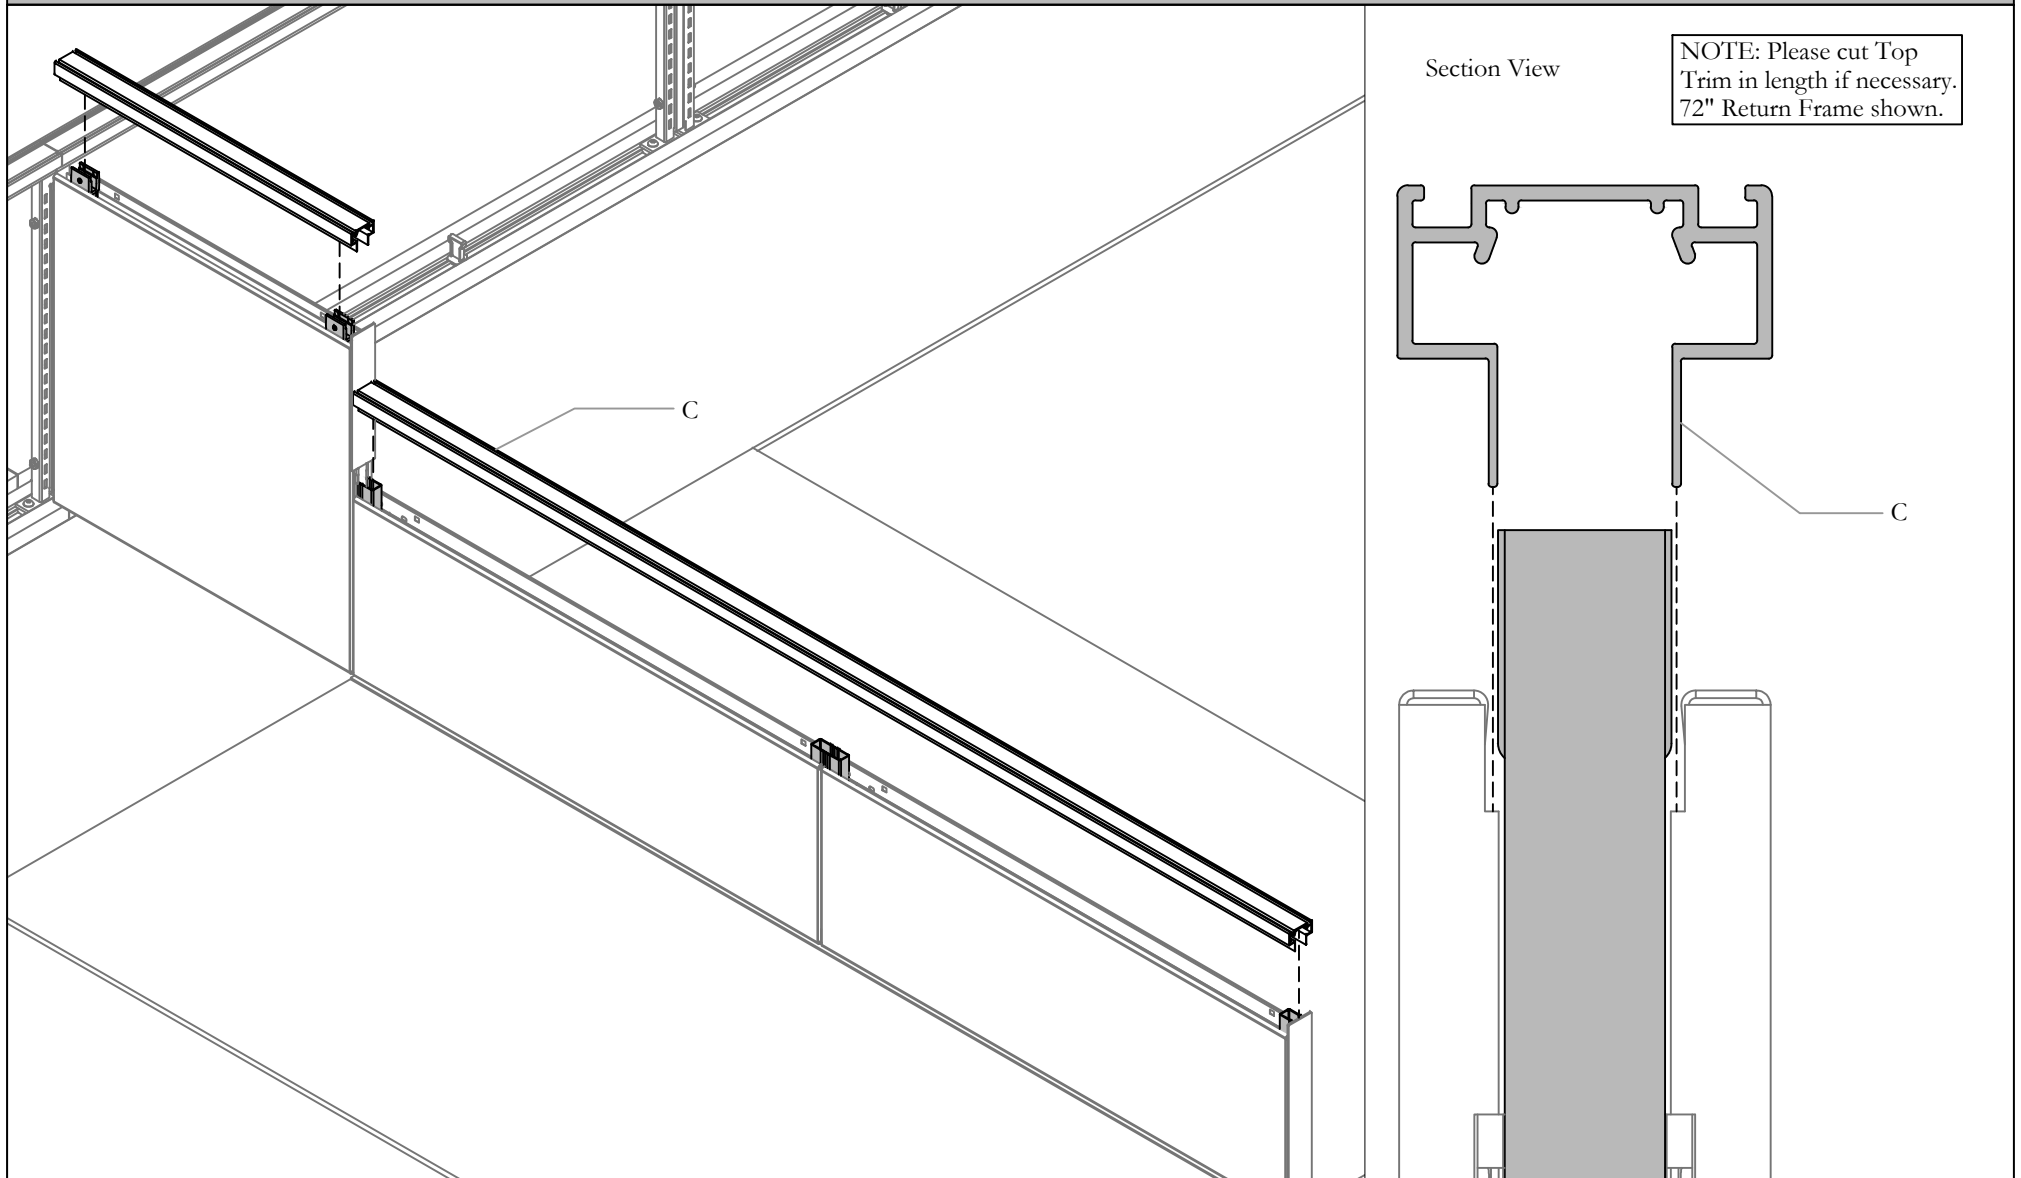 Section View
NOTE: Please cut Top
Trim in length if necessary.
72" Return Frame shown.
C
C